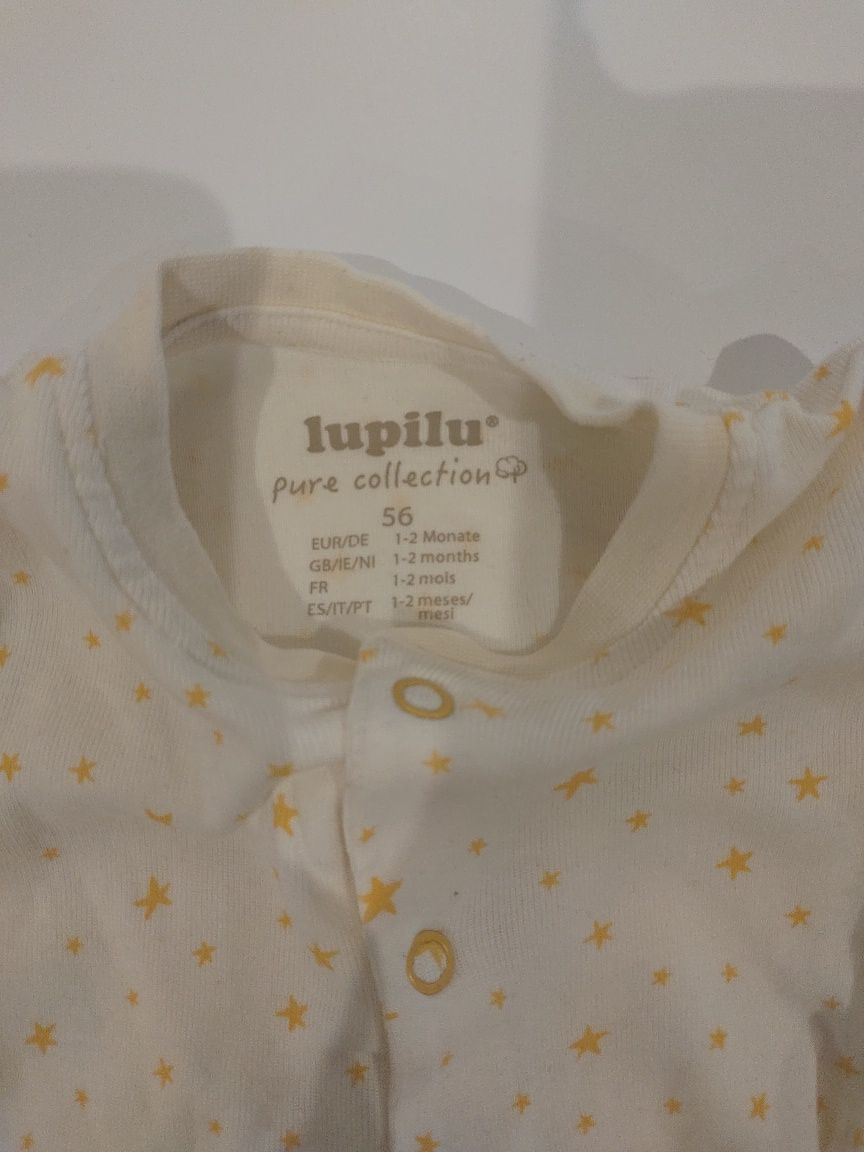 lupilu®
pure collection
56
EUR/DE 1-2 Monate
GB/IE/NI 1-2 months
FR 1-2 mois
ES/IT/PT 1-2 meses/
mesi